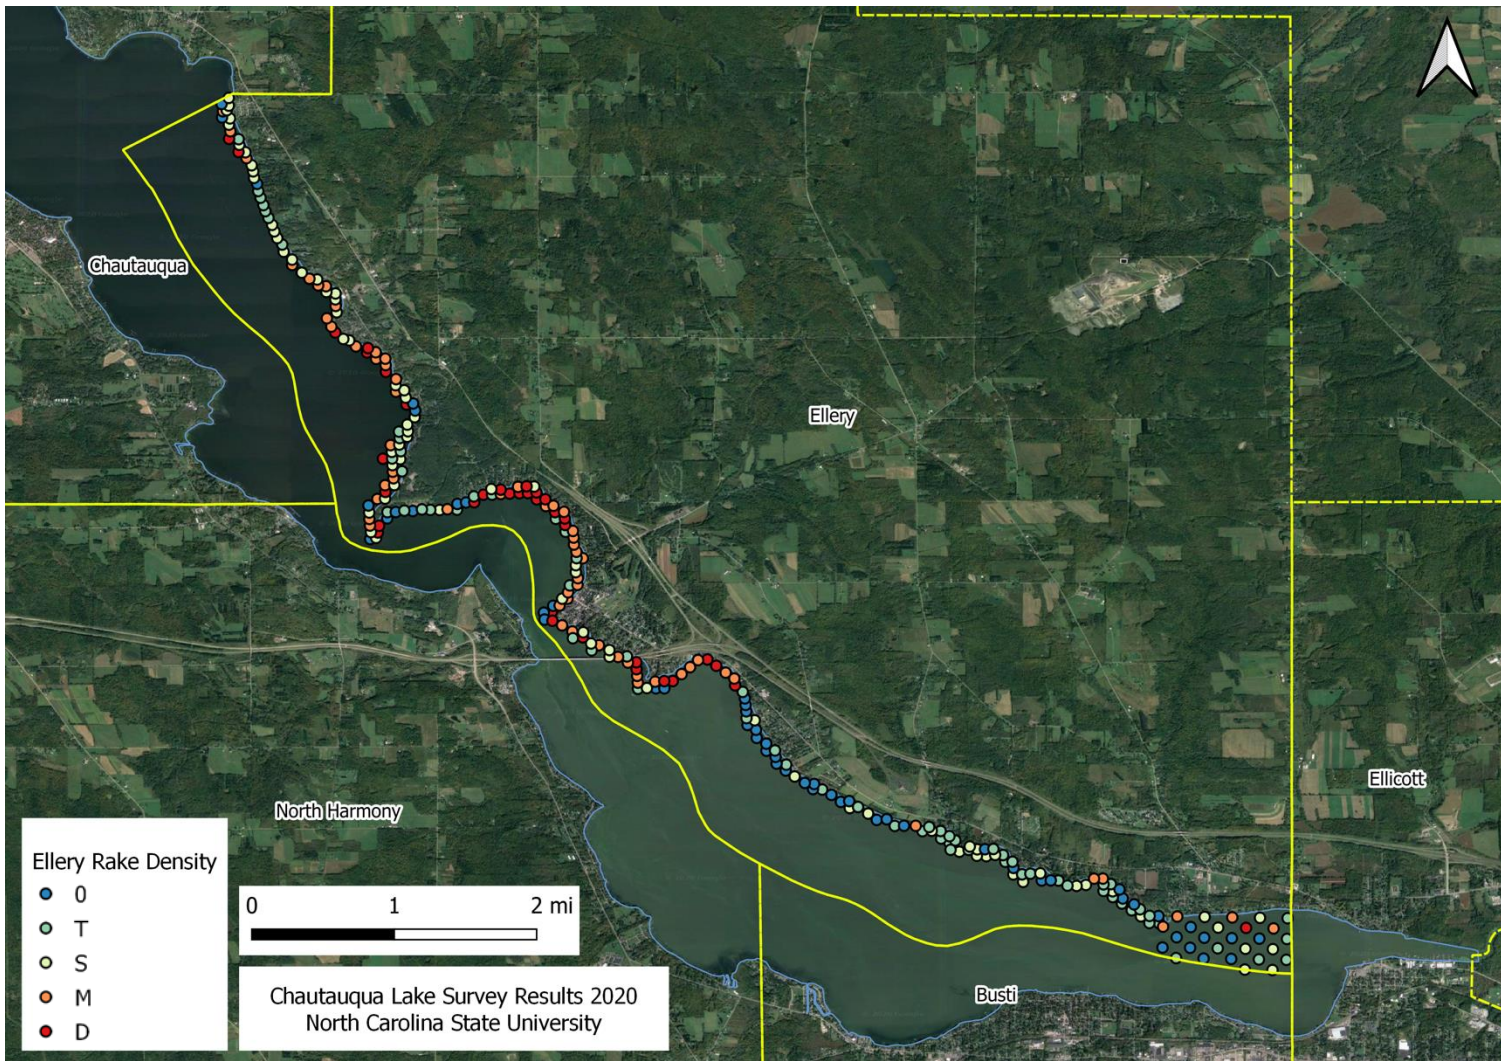 Chautauqua
Ellery
Ellicott
North Harmony
Busti
Ellery Rake Density
0
T
S
M
D
0 1 2 mi
Chautauqua Lake Survey Results 2020
North Carolina State University